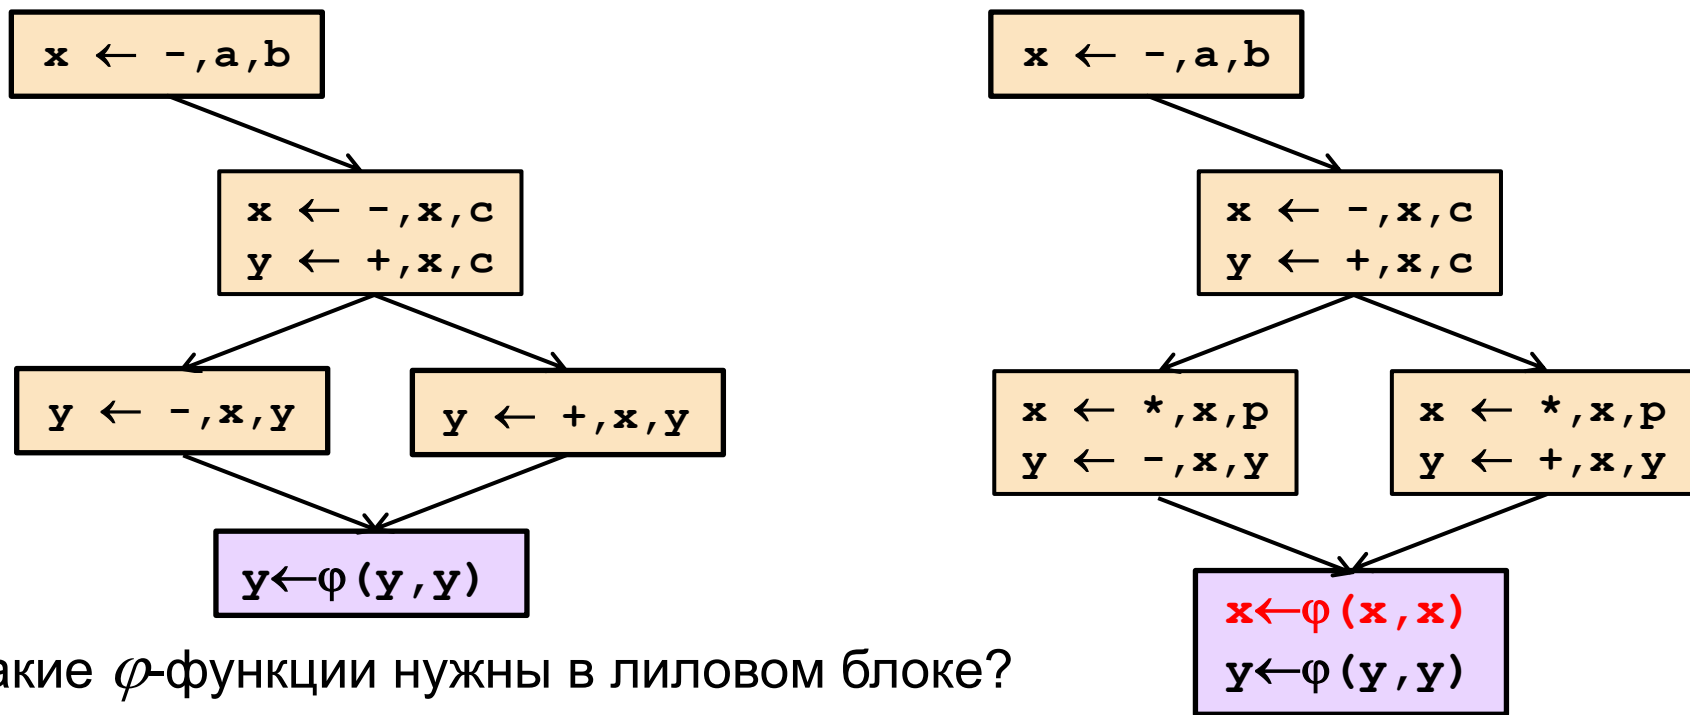 x ← -,a,b
x ← -,x,c
y ← +,x,c
y ← -,x,y
y ← +,x,y
y←φ(y,y)
акие φ-функции нужны в лиловом блоке?
x ← -,a,b
x ← -,x,c
y ← +,x,c
x ← *,x,p
y ← -,x,y
x ← *,x,p
y ← +,x,y
x←φ(x,x)
y←φ(y,y)